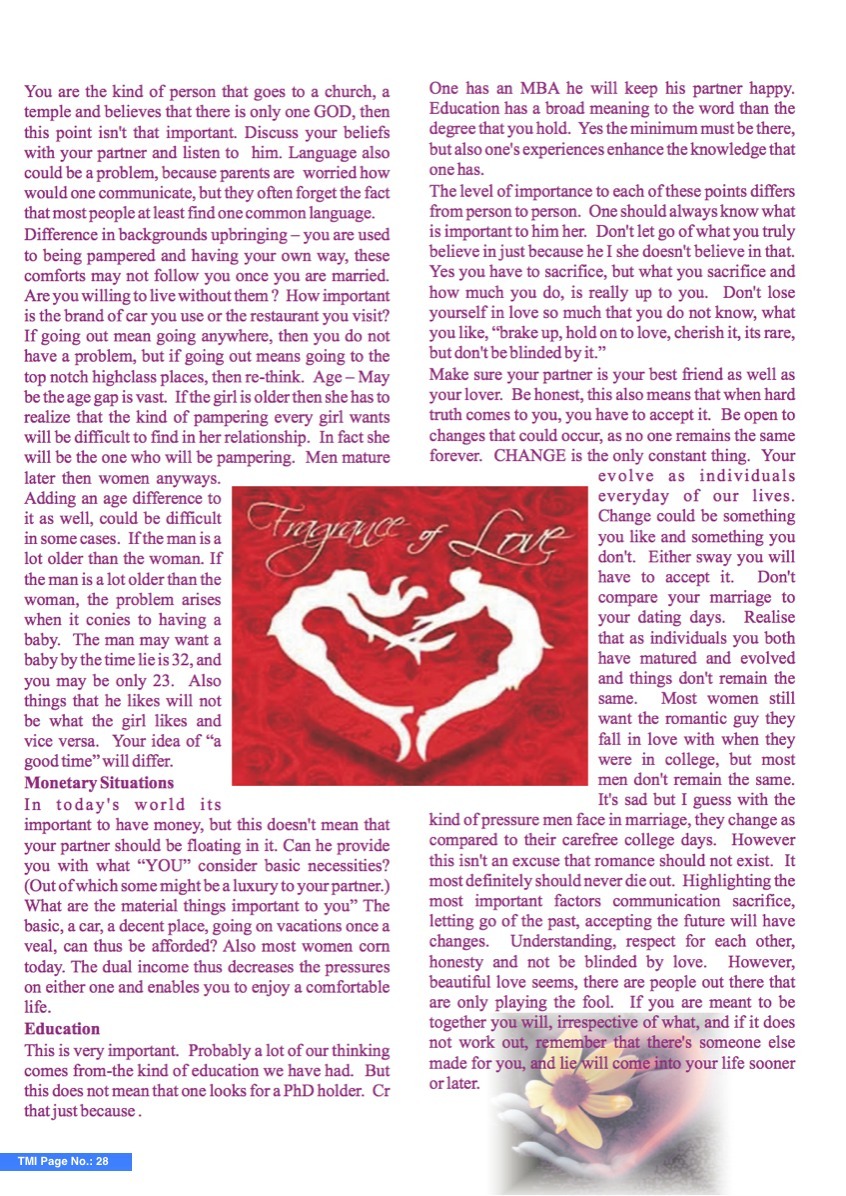 You are the kind of person that goes to a church, a
temple and believes that there is only one GOD, then
this point isn't that important. Discuss your beliefs
with your partner and listen to him. Language also
could be a problem, because parents are worried how
would one communicate, but they often forget the fact
that most people at least find one common language.
Difference in backgrounds upbringing – you are used
to being pampered and having your own way, these
comforts may not follow you once you are married.
Are you willing to live without them ? How important
is the brand of car you use or the restaurant you visit?
If going out mean going anywhere, then you do not
have a problem, but if going out means going to the
top notch highclass places, then re-think. Age – May
be the age gap is vast. If the girl is older then she has to
realize that the kind of pampering every girl wants
will be difficult to find in her relationship. In fact she
will be the one who will be pampering. Men mature
later then women anyways.
Adding an age difference to
it as well, could be difficult
in some cases. If the man is a
lot older than the woman. If
the man is a lot older than the
woman, the problem arises
when it conies to having a
baby. The man may want a
baby by the time lie is 32, and
you may be only 23. Also
things that he likes will not
be what the girl likes and
vice versa. Your idea of “a
good time” will differ.
Monetary Situations
In today's world its
important to have money, but this doesn't mean that
your partner should be floating in it. Can he provide
you with what “YOU” consider basic necessities?
(Out of which some might be a luxury to your partner.)
What are the material things important to you” The
basic, a car, a decent place, going on vacations once a
veal, can thus be afforded? Also most women corn
today. The dual income thus decreases the pressures
on either one and enables you to enjoy a comfortable
life.
Education
This is very important. Probably a lot of our thinking
comes from-the kind of education we have had. But
this does not mean that one looks for a PhD holder. Cr
that just because .
One has an MBA he will keep his partner happy.
Education has a broad meaning to the word than the
degree that you hold. Yes the minimum must be there,
but also one's experiences enhance the knowledge that
one has.
The level of importance to each of these points differs
from person to person. One should always know what
is important to him her. Don't let go of what you truly
believe in just because he I she doesn't believe in that.
Yes you have to sacrifice, but what you sacrifice and
how much you do, is really up to you. Don't lose
yourself in love so much that you do not know, what
you like, “brake up, hold on to love, cherish it, its rare,
but don't be blinded by it.”
Make sure your partner is your best friend as well as
your lover. Be honest, this also means that when hard
truth comes to you, you have to accept it. Be open to
changes that could occur, as no one remains the same
forever. CHANGE is the only constant thing. Your
evolve as individuals
everyday of our lives.
Change could be something
you like and something you
don't. Either sway you will
have to accept it. Don't
compare your marriage to
your dating days. Realise
that as individuals you both
have matured and evolved
and things don't remain the
same. Most women still
want the romantic guy they
fall in love with when they
were in college, but most
men don't remain the same.
It's sad but I guess with the
kind of pressure men face in marriage, they change as
compared to their carefree college days. However
this isn't an excuse that romance should not exist. It
most definitely should never die out. Highlighting the
most important factors communication sacrifice,
letting go of the past, accepting the future will have
changes. Understanding, respect for each other,
honesty and not be blinded by love. However,
beautiful love seems, there are people out there that
are only playing the fool. If you are meant to be
together you will, irrespective of what, and if it does
not work out, remember that there's someone else
made for you, and lie will come into your life sooner
or later.
Fragrance of Love
TMI Page No.: 28